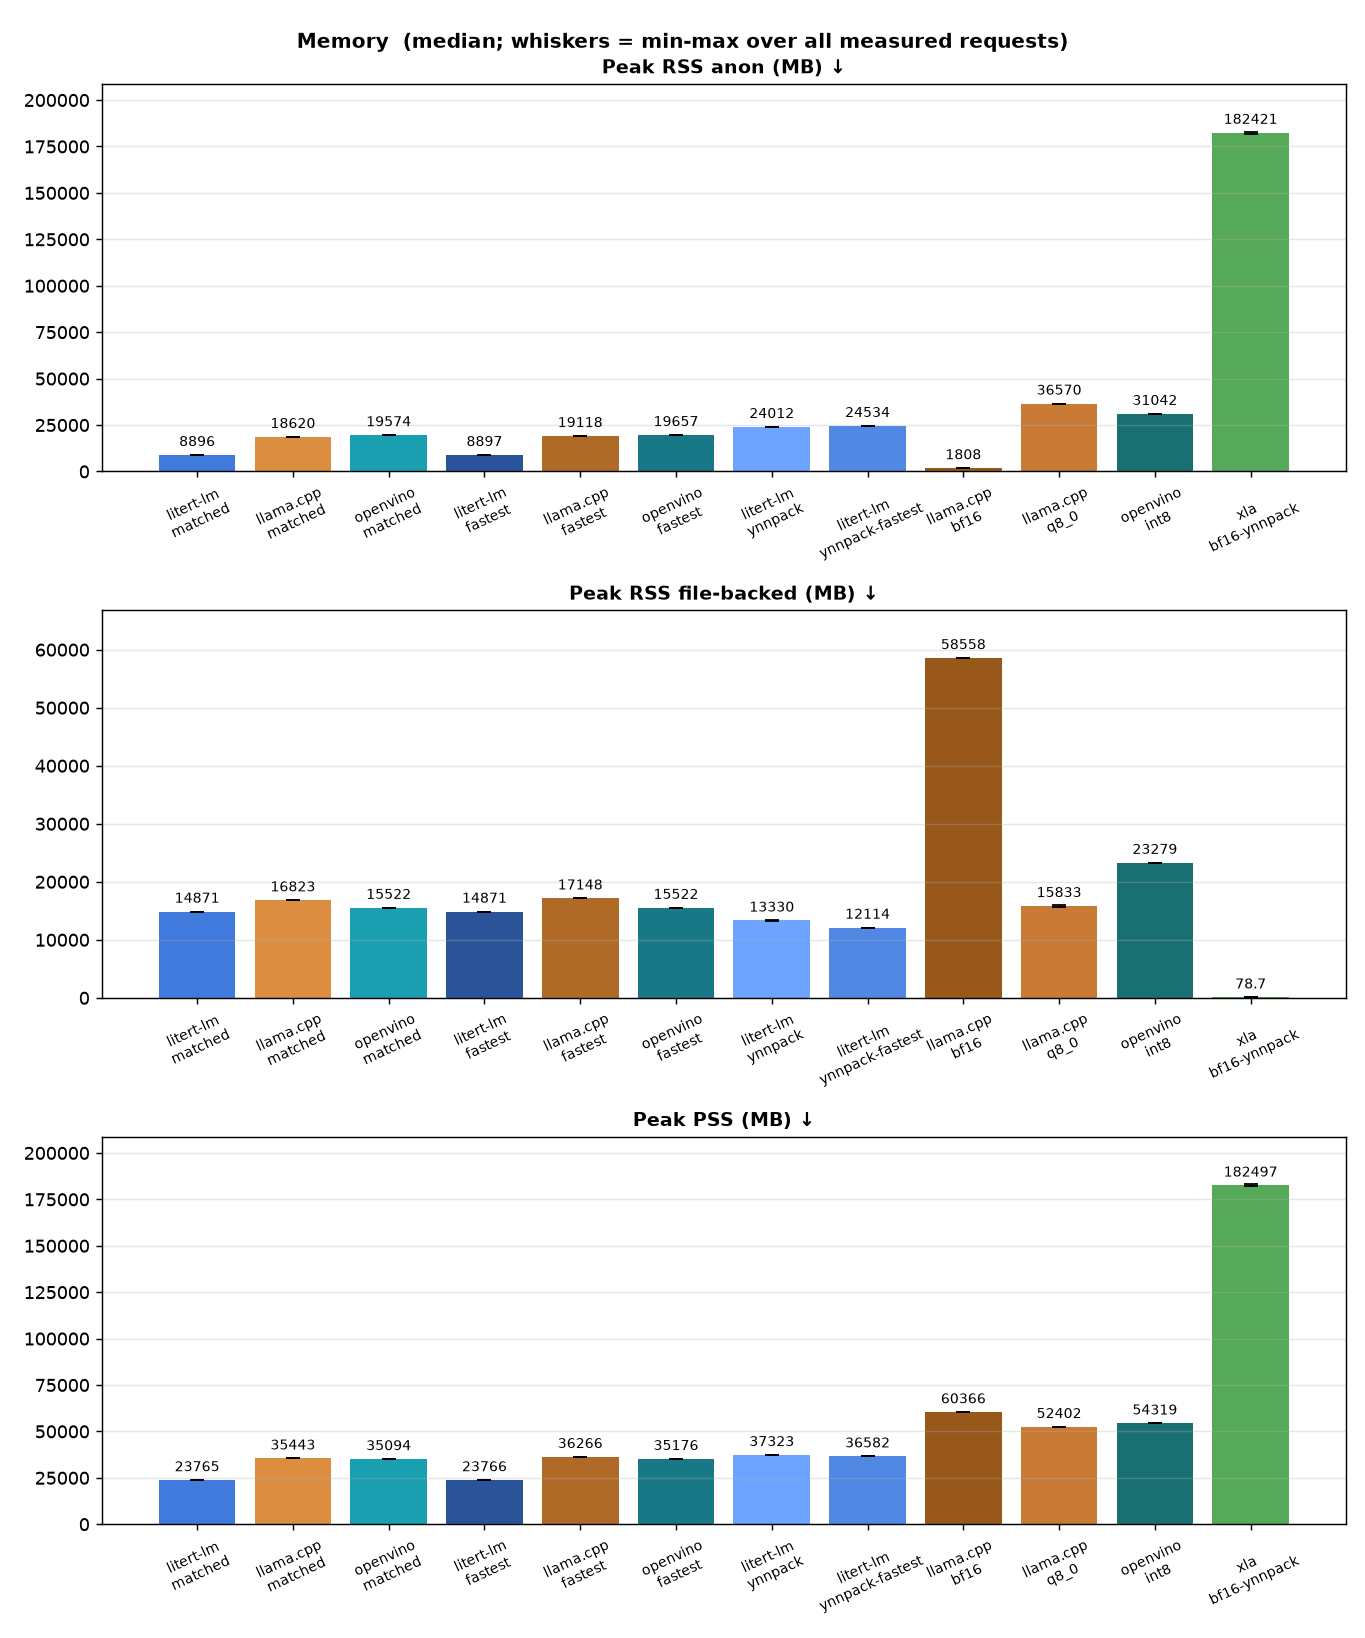 Memory  (median; whiskers = min-max over all measured requests)
Peak RSS anon (MB) ↓
200000
175000
150000
125000
100000
75000
50000
25000
0
8896
18620
19574
8897
19118
19657
24012
24534
1808
36570
31042
182421
litert-lm
matched
llama.cpp
matched
openvino
matched
litert-lm
fastest
llama.cpp
fastest
openvino
fastest
litert-lm
ynnpack
litert-lm
ynnpack-fastest
llama.cpp
bf16
llama.cpp
q8_0
openvino
int8
xla
bf16-ynnpack
Peak RSS file-backed (MB) ↓
60000
50000
40000
30000
20000
10000
0
14871
16823
15522
14871
17148
15522
13330
12114
58558
15833
23279
78.7
litert-lm
matched
llama.cpp
matched
openvino
matched
litert-lm
fastest
llama.cpp
fastest
openvino
fastest
litert-lm
ynnpack
litert-lm
ynnpack-fastest
llama.cpp
bf16
llama.cpp
q8_0
openvino
int8
xla
bf16-ynnpack
Peak PSS (MB) ↓
200000
175000
150000
125000
100000
75000
50000
25000
0
23765
35443
35094
23766
36266
35176
37323
36582
60366
52402
54319
182497
litert-lm
matched
llama.cpp
matched
openvino
matched
litert-lm
fastest
llama.cpp
fastest
openvino
fastest
litert-lm
ynnpack
litert-lm
ynnpack-fastest
llama.cpp
bf16
llama.cpp
q8_0
openvino
int8
xla
bf16-ynnpack